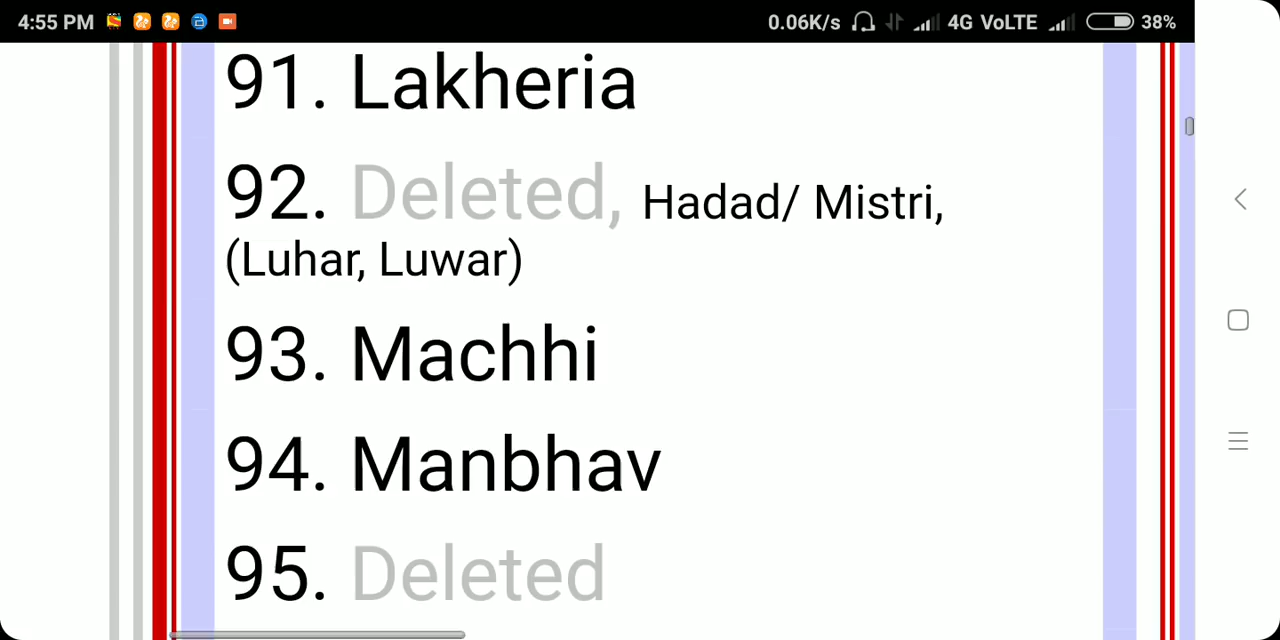 4:55 PM 0.06K/s 4G VoLTE 38%
91. Lakheria
92. Deleted, Hadad/ Mistri,
(Luhar, Luwar)
93. Machhi
94. Manbhav
95. Deleted